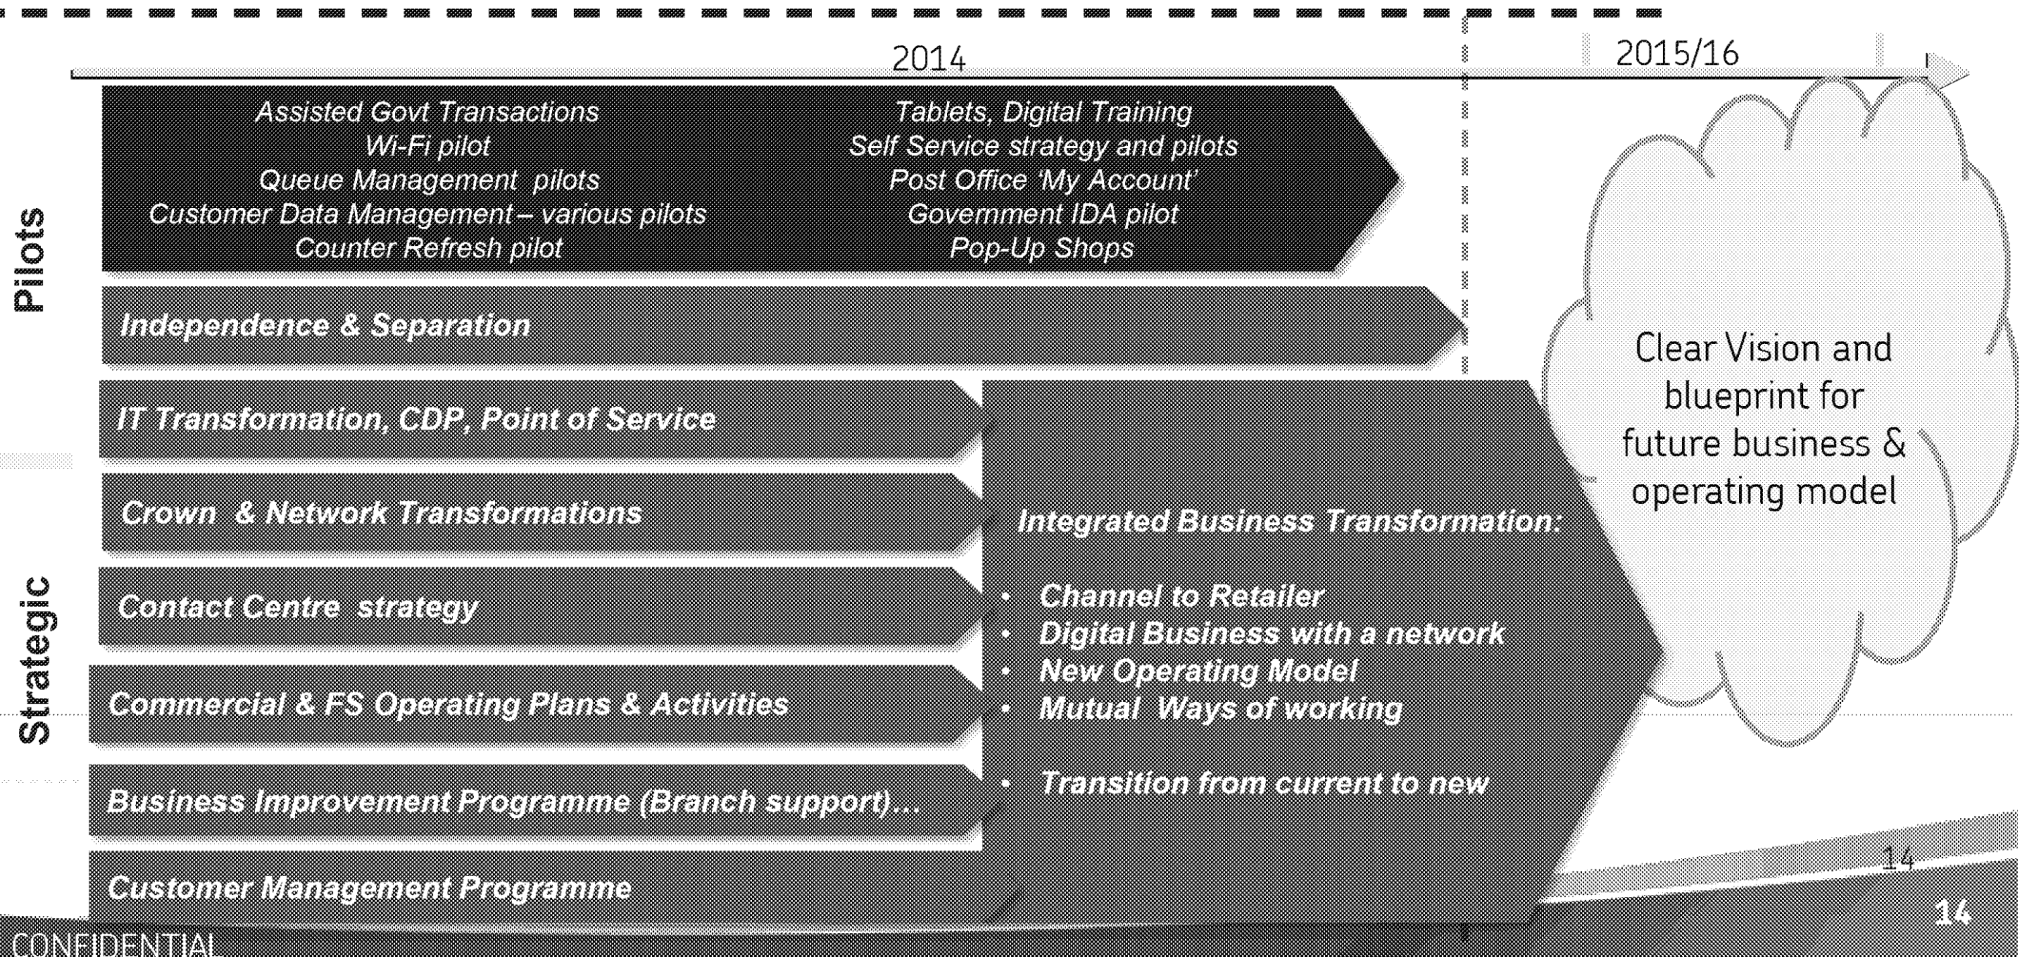 2014
2015/16
Pilots
Assisted Govt Transactions
Wi-Fi pilot
Queue Management pilots
Customer Data Management – various pilots
Counter Refresh pilot
Tablets, Digital Training
Self Service strategy and pilots
Post Office ‘My Account’
Government IDA pilot
Pop-Up Shops
Independence & Separation
Strategic
IT Transformation, CDP, Point of Service
Crown & Network Transformations
Contact Centre strategy
Commercial & FS Operating Plans & Activities
Business Improvement Programme (Branch support)...
Customer Management Programme
Integrated Business Transformation:
• Channel to Retailer
• Digital Business with a network
• New Operating Model
• Mutual Ways of working
• Transition from current to new
Clear Vision and
blueprint for
future business &
operating model
14
14
CONFIDENTIAL